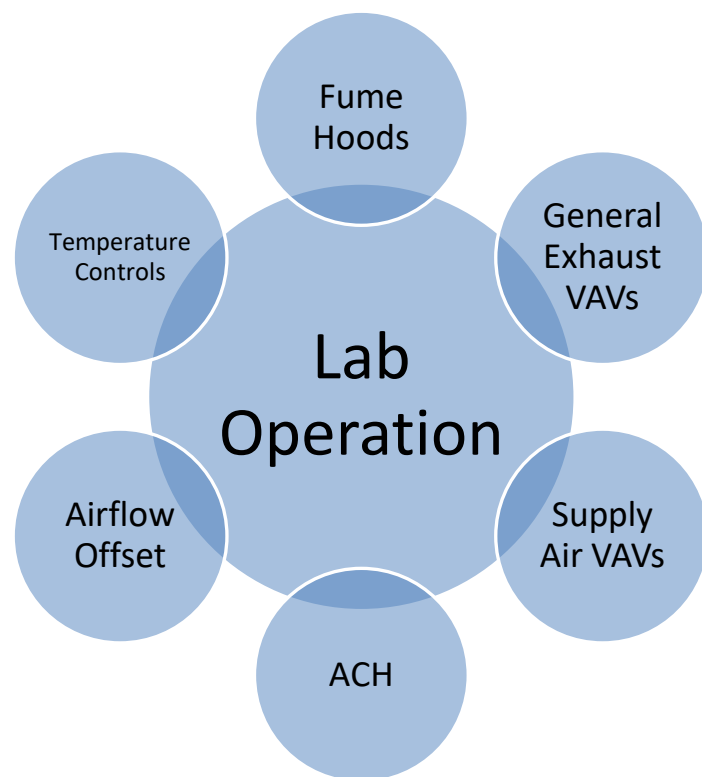 Fume
Hoods
General
Exhaust
VAVs
Temperature
Controls
Lab
Operation
Airflow
Offset
Supply
Air VAVs
ACH